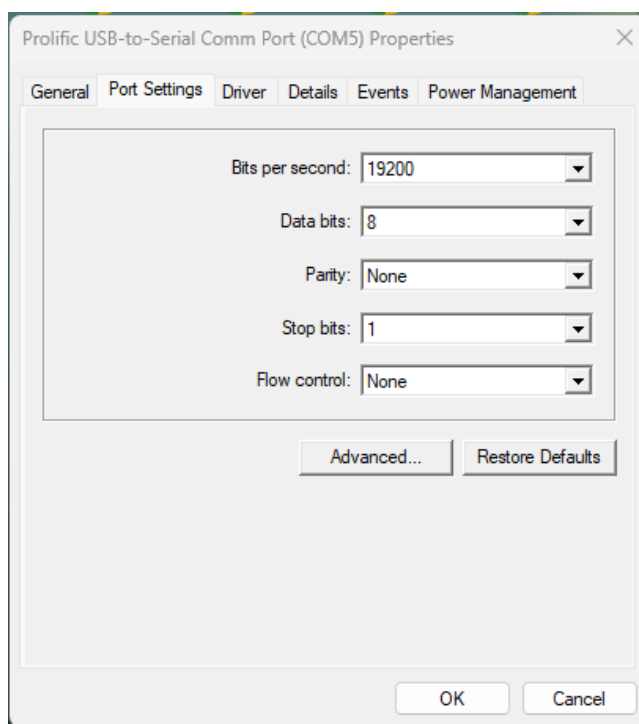 Prolific USB-to-Serial Comm Port (COM5) Properties
General Port Settings Driver Details Events Power Management
Bits per second: 19200
Data bits: 8
Parity: None
Stop bits: 1
Flow control: None
Advanced... Restore Defaults
OK Cancel